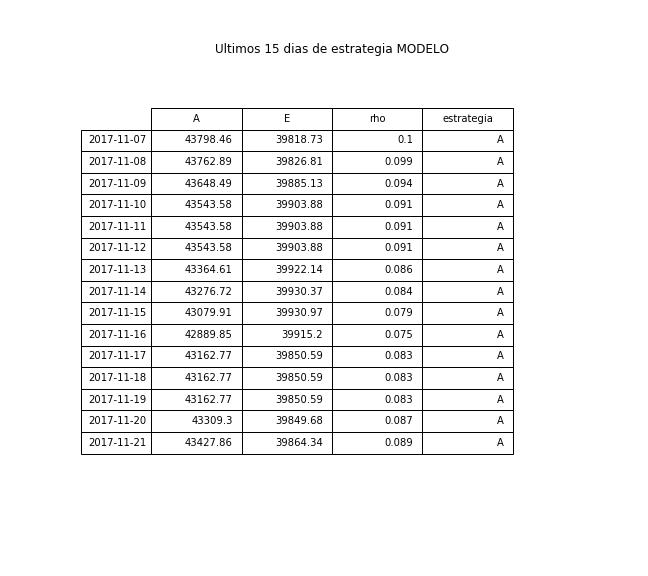 Ultimos 15 dias de estrategia MODELO
A E rho estrategia
2017-11-07 43798.46 39818.73 0.1 A
2017-11-08 43762.89 39826.81 0.099 A
2017-11-09 43648.49 39885.13 0.094 A
2017-11-10 43543.58 39903.88 0.091 A
2017-11-11 43543.58 39903.88 0.091 A
2017-11-12 43543.58 39903.88 0.091 A
2017-11-13 43364.61 39922.14 0.086 A
2017-11-14 43276.72 39930.37 0.084 A
2017-11-15 43079.91 39930.97 0.079 A
2017-11-16 42889.85 39915.2 0.075 A
2017-11-17 43162.77 39850.59 0.083 A
2017-11-18 43162.77 39850.59 0.083 A
2017-11-19 43162.77 39850.59 0.083 A
2017-11-20 43309.3 39849.68 0.087 A
2017-11-21 43427.86 39864.34 0.089 A